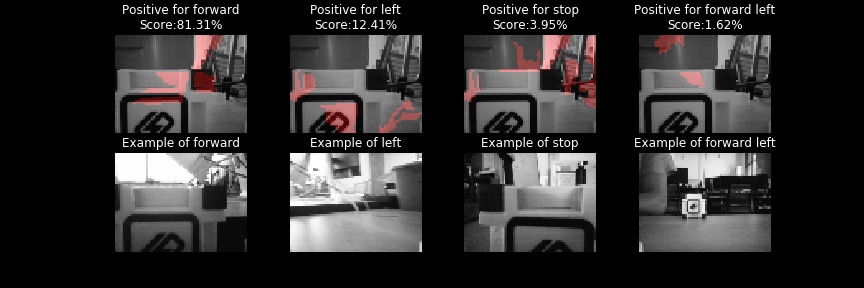 Positive for forward
Score:81.31%
Positive for left
Score:12.41%
Positive for stop
Score:3.95%
Positive for forward left
Score:1.62%
Example of forward
Example of left
Example of stop
Example of forward left